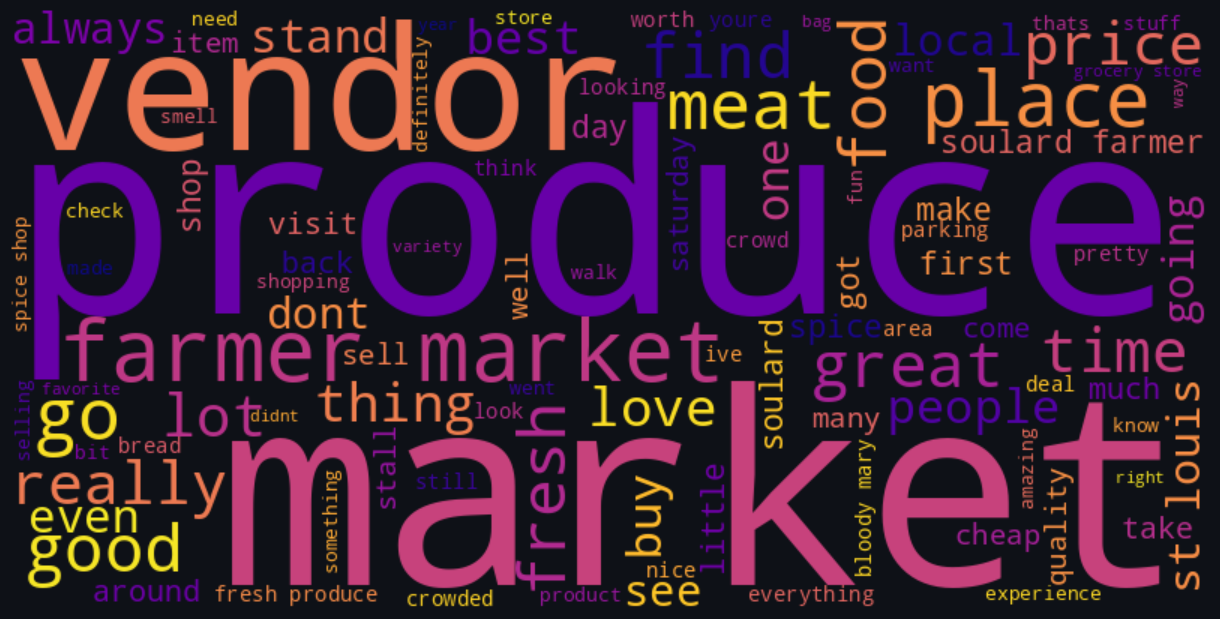 always
need
item
stand
year
store
best
worth
youre
bag
thats
stuff
vendor
definitely
find
local
price
want
grocery store
looking
meat
food
place
way
smell
day
soulard farmer
produce
shop
think
saturday
one
fun
check
visit
variety
crowd
make
parking
pretty
going
spice shop
made
back
shopping
well
walk
got
first
dont
spice
area
come
farmer market
sell
ive
soulard
great
time
favorite
selling
go
lot
didnt
thing
went
look
love
many
people
deal
much
know
bit
bread
stall
fresh
bloody mary
amazing
st louis
really
something
still
market
buy
little
quality
right
even
good
cheap
take
around
fresh produce
crowded
product
nice
see
everything
experience